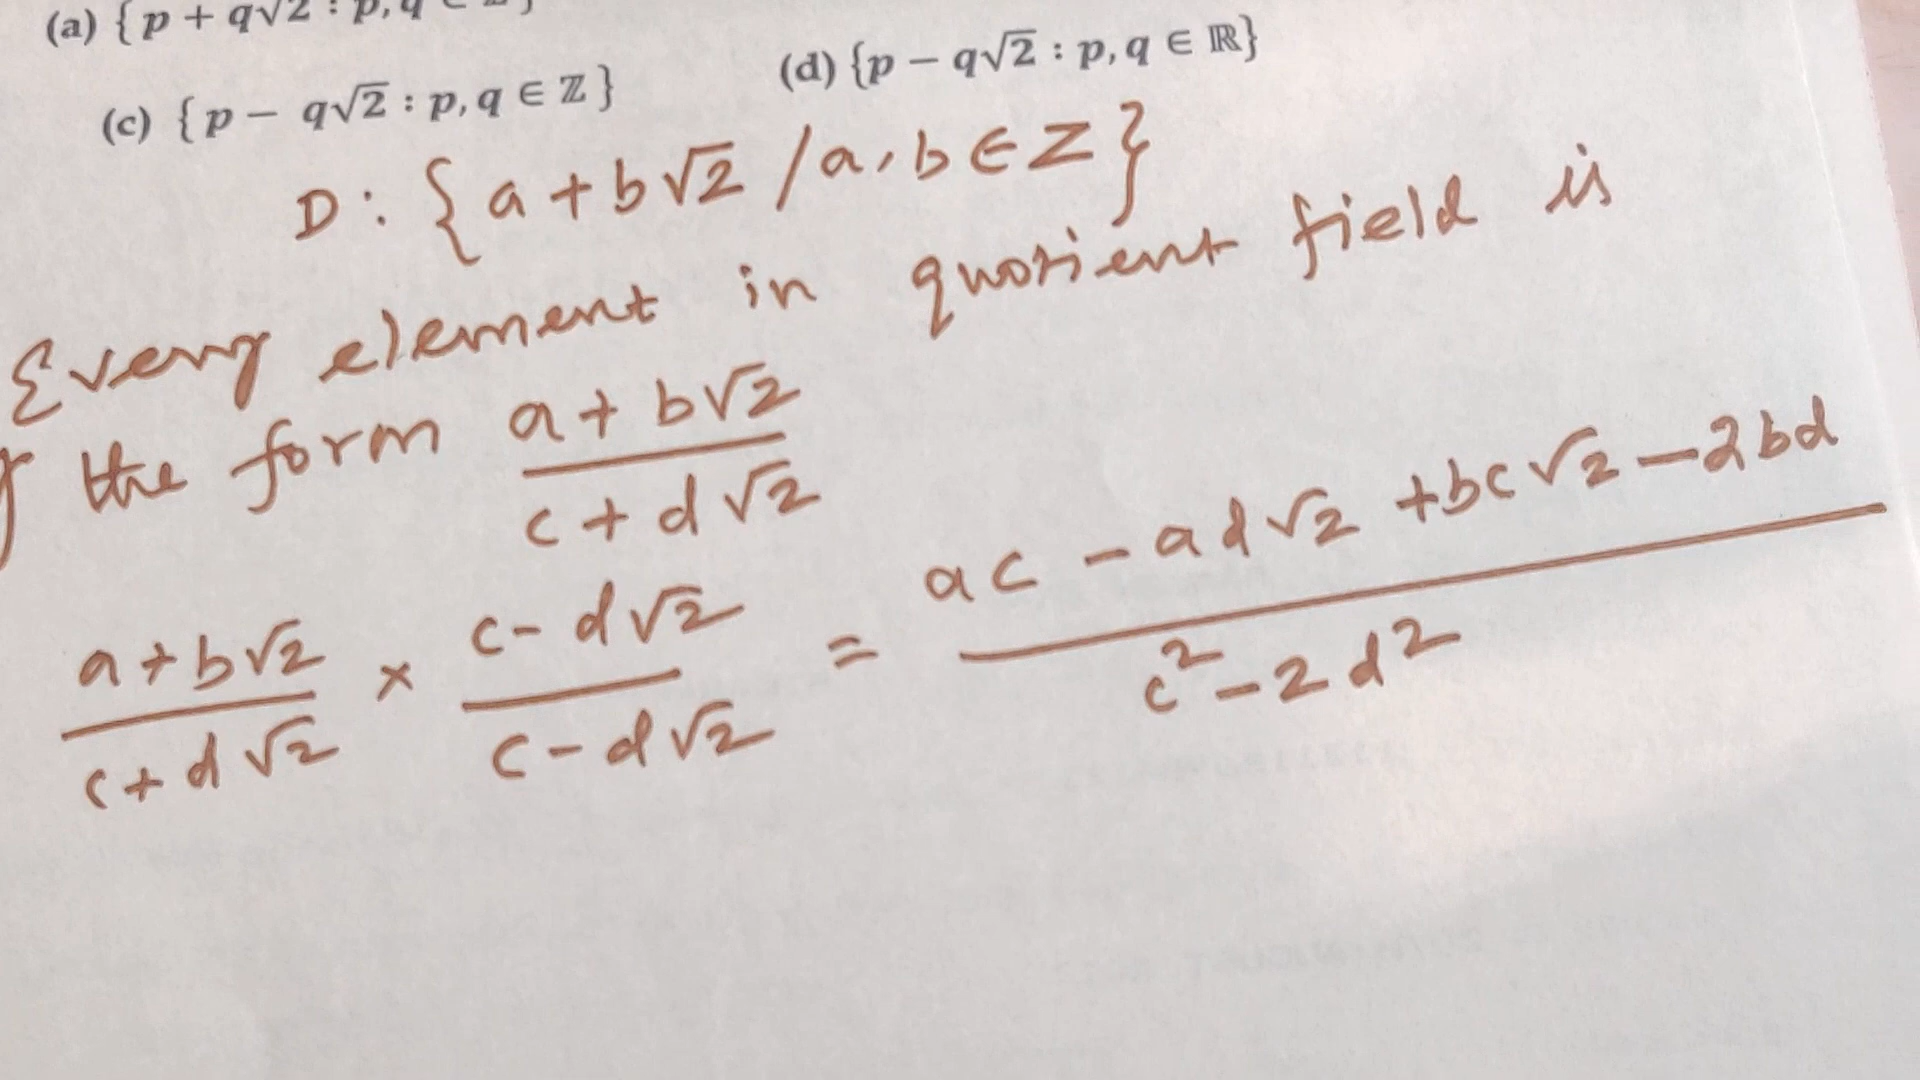 (a) {p + q√2 : p, q
(c) {p − q√2 : p, q ∈ ℤ} (d) {p − q√2 : p, q ∈ ℝ}
D: {a + b√2 / a, b ∈ Z}
Every element in quotient field is
the form (a + b√2)/(c + d√2)
(a + b√2)/(c + d√2) × (c - d√2)/(c - d√2) = (ac - ad√2 + bc√2 - 2bd)/(c² - 2d²)